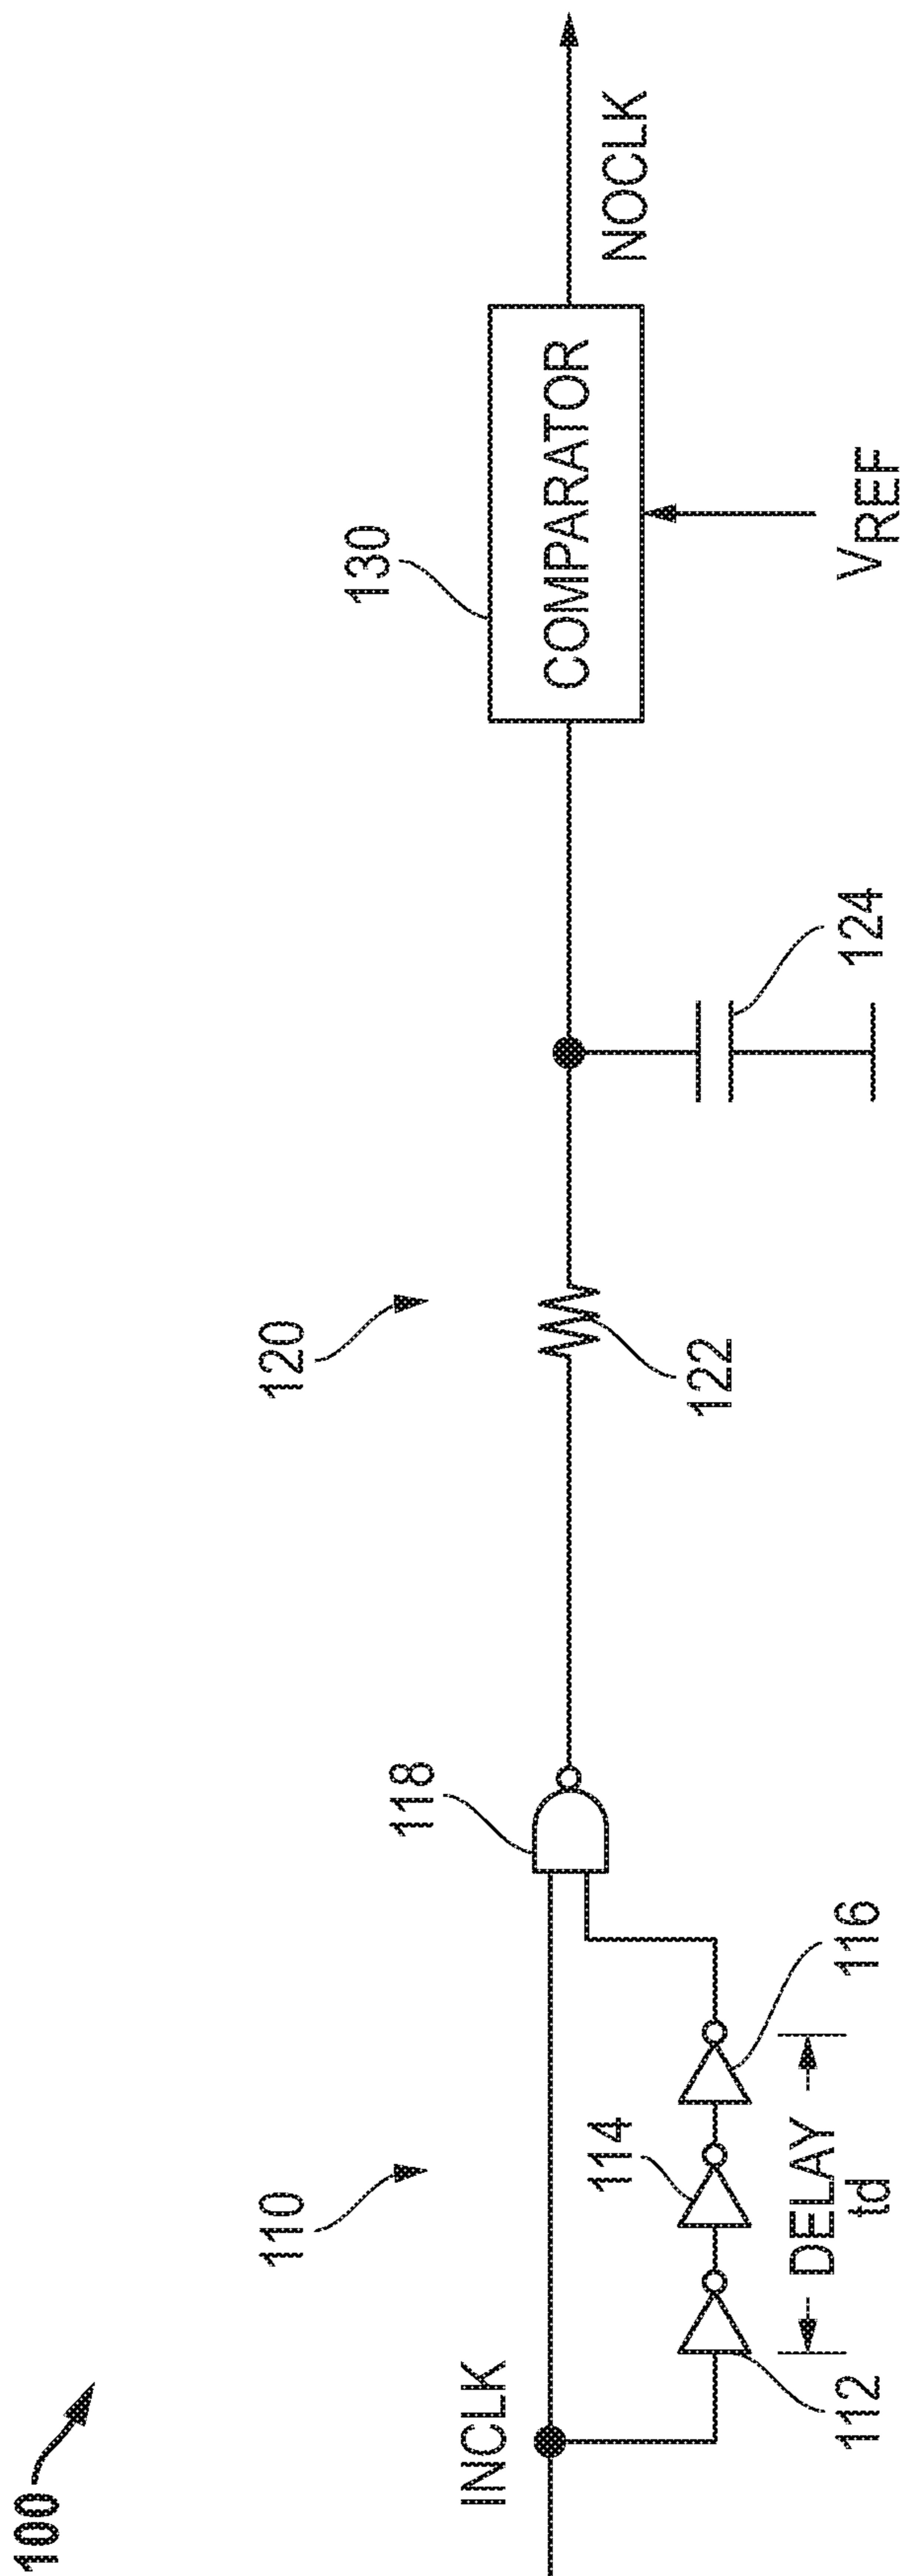 100
INCLK
110
112
114
116
DELAY
td
118
120
122
124
130
COMPARATOR
VREF
NOCLK